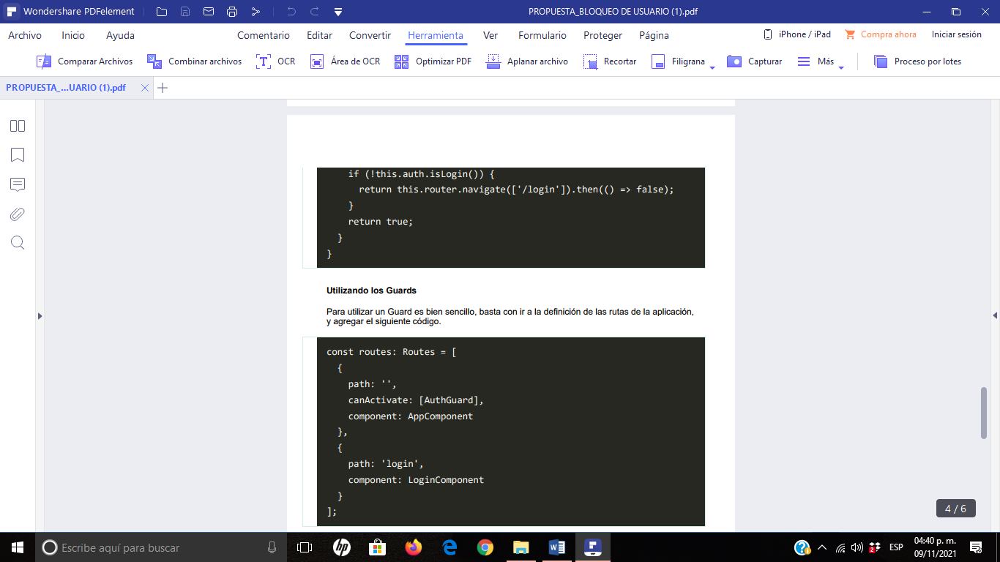 Wondershare PDFelement
PROPUESTA_BLOQUEO DE USUARIO (1).pdf
Archivo Inicio Ayuda Comentario Editar Convertir Herramienta Ver Formulario Proteger Página iPhone / iPad Compra ahora Iniciar sesión
Comparar Archivos Combinar archivos OCR Área de OCR Optimizar PDF Aplanar archivo Recortar Filigrana Capturar Más Proceso por lotes
PROPUESTA_...UARIO (1).pdf
if (!this.auth.isLogin()) {
return this.router.navigate(['/login']).then(() => false);
}
return true;
}
}
Utilizando los Guards
Para utilizar un Guard es bien sencillo, basta con ir a la definición de las rutas de la aplicación,
y agregar el siguiente código.
const routes: Routes = [
{
path: '',
canActivate: [AuthGuard],
component: AppComponent
},
{
path: 'login',
component: LoginComponent
}
];
4 / 6
Escribe aquí para buscar
hp
ESP
04:40 p. m.
09/11/2021
2